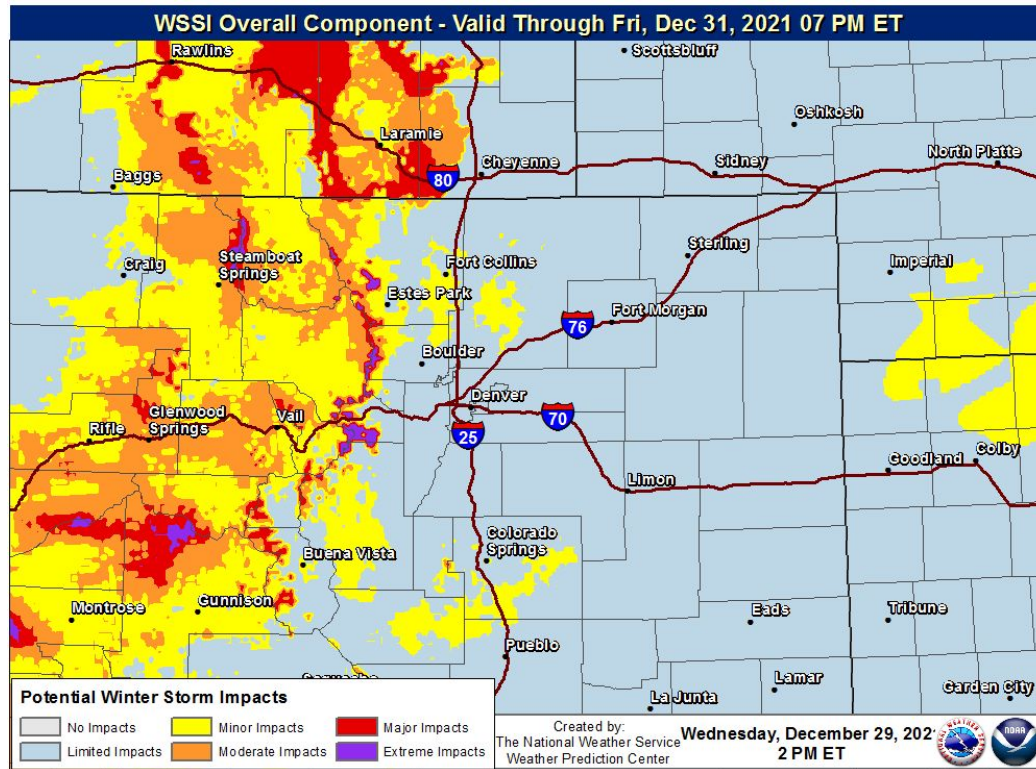 WSSI Overall Component - Valid Through Fri, Dec 31, 2021 07 PM ET
Rawlins
Scottsbluff
Oshkosh
Laramie
Cheyenne
Sidney
North Platte
80
Baggs
Sterling
Craig
Steamboat
Springs
Fort Collins
Imperial
Estes Park
Fort Morgan
76
Boulder
Denver
Glenwood
Springs
Vail
70
Rifle
25
Goodland
Colby
Limon
Colorado
Springs
Buena Vista
Montrose
Gunnison
Eads
Tribune
Pueblo
Lamar
La Junta
Garden City
Potential Winter Storm Impacts
No Impacts
Minor Impacts
Major Impacts
Limited Impacts
Moderate Impacts
Extreme Impacts
Created by:
The National Weather Service
Weather Prediction Center
Wednesday, December 29, 202
2 PM ET
NOAA